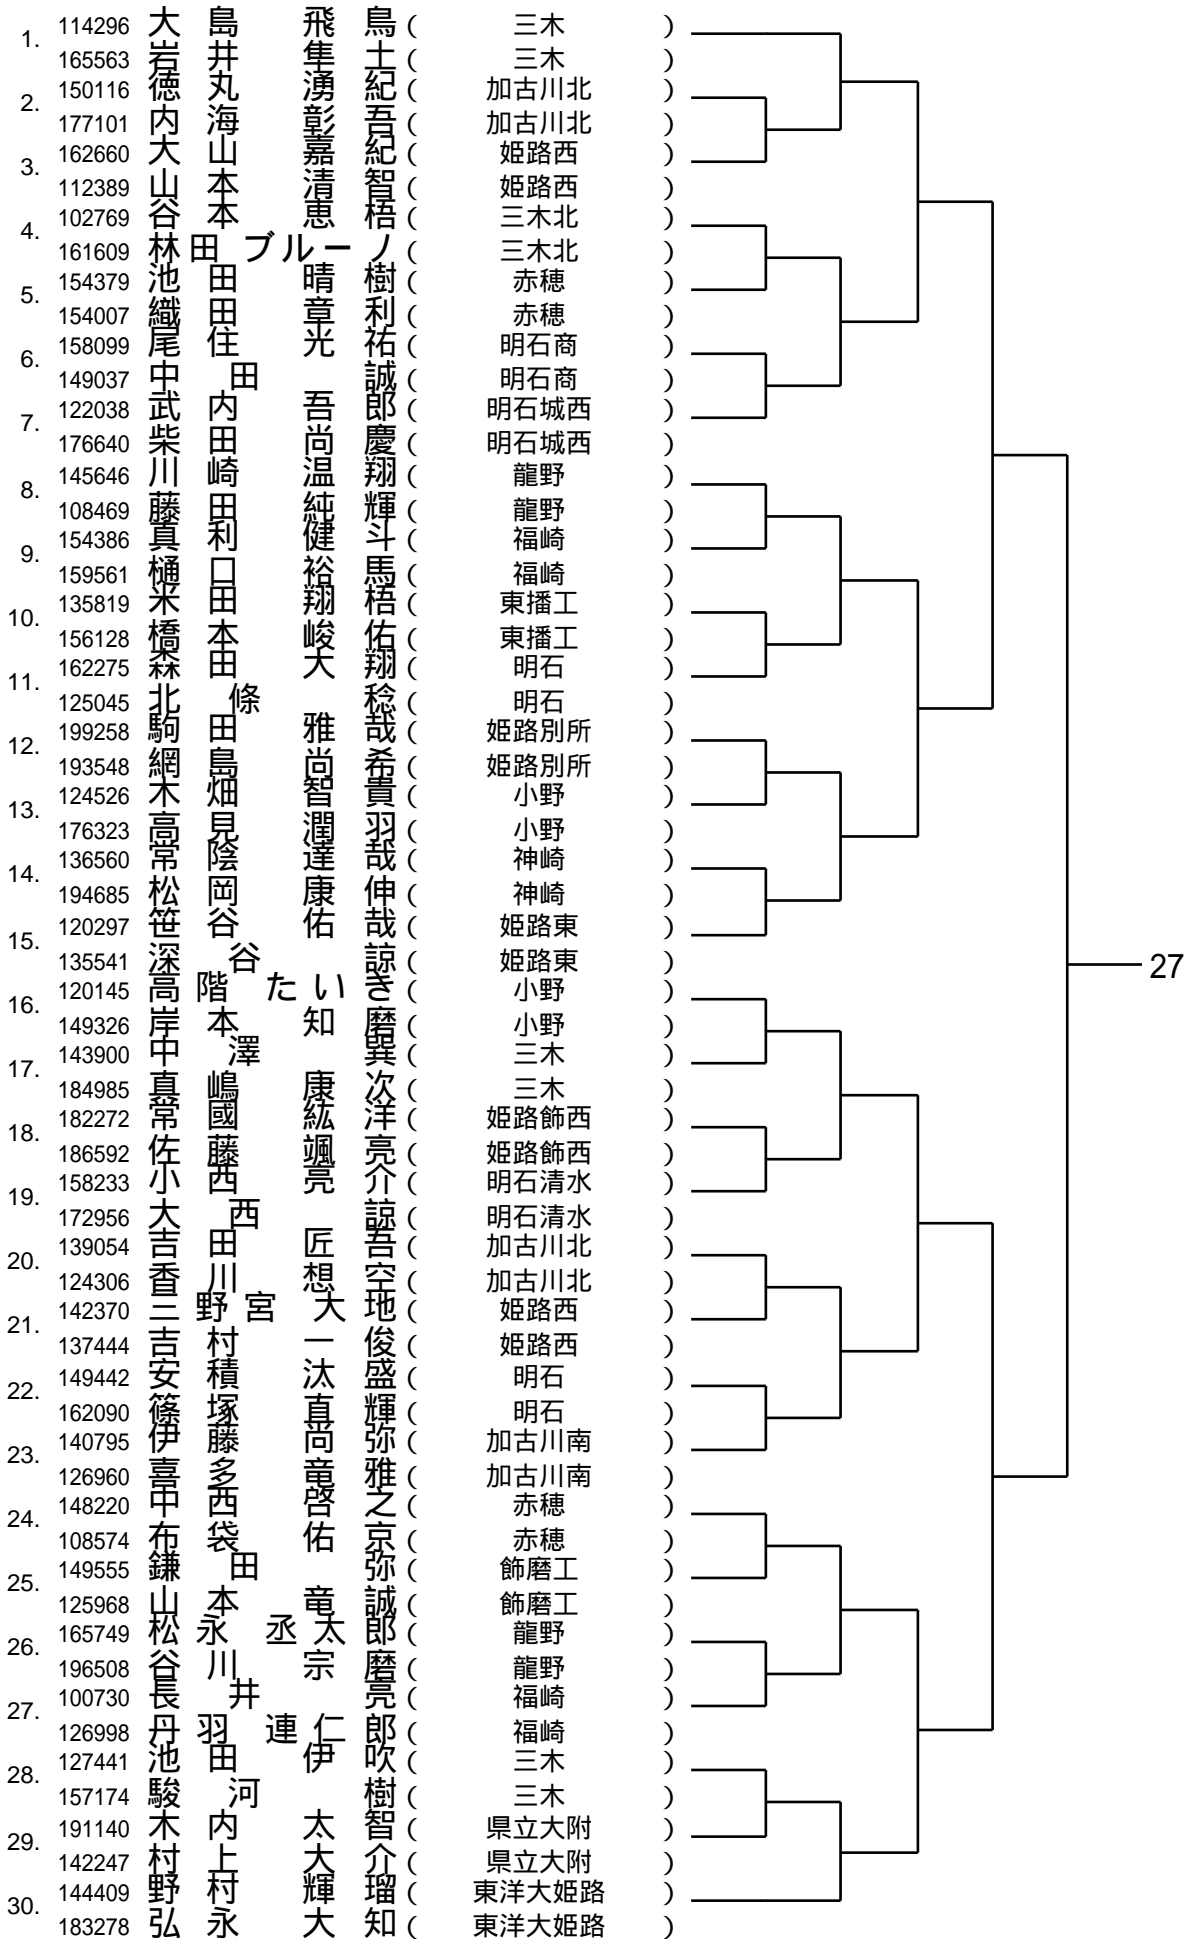 1. 114296 大島 飛鳥 ( 三木 )
165563 岩井 隼士 ( 三木 )
2. 150116 徳丸 湧紀 ( 加古川北 )
177101 内海 彰吾 ( 加古川北 )
3. 162660 大山 嘉紀 ( 姫路西 )
112389 山本 清智 ( 姫路西 )
4. 102769 谷本 恵梧 ( 三木北 )
161609 林田 ブルーノ ( 三木北 )
5. 154379 池田 晴樹 ( 赤穂 )
154007 織田 章利 ( 赤穂 )
6. 158099 尾住 光祐 ( 明石商 )
149037 中田 誠 ( 明石商 )
7. 122038 武内 吾郎 ( 明石城西 )
176640 柴田 尚慶 ( 明石城西 )
8. 145646 川崎 温翔 ( 龍野 )
108469 藤田 純輝 ( 龍野 )
9. 154386 真利 健斗 ( 福崎 )
159561 樋口 裕馬 ( 福崎 )
10. 135819 米田 翔梧 ( 東播工 )
156128 橋本 峻佑 ( 東播工 )
11. 162275 森田 大翔 ( 明石 )
125045 北條 稔 ( 明石 )
12. 199258 駒田 雅哉 ( 姫路別所 )
193548 網島 尚希 ( 姫路別所 )
13. 124526 木畑 智貴 ( 小野 )
176323 高見 潤羽 ( 小野 )
14. 136560 常陰 達哉 ( 神崎 )
194685 松岡 康伸 ( 神崎 )
15. 120297 笹谷 佑哉 ( 姫路東 )
135541 深谷 諒 ( 姫路東 )
16. 120145 高階 たいき ( 小野 )
149326 岸本 知磨 ( 小野 )
17. 143900 中澤 巽 ( 三木 )
184985 真嶋 康次 ( 三木 )
18. 182272 常國 紘洋 ( 姫路飾西 )
186592 佐藤 颯亮 ( 姫路飾西 )
19. 158233 小西 亮介 ( 明石清水 )
172956 大西 諒 ( 明石清水 )
20. 139054 吉田 匠吾 ( 加古川北 )
124306 香川 想空 ( 加古川北 )
21. 142370 三野宮 大地 ( 姫路西 )
137444 吉村 一俊 ( 姫路西 )
22. 149442 安積 汰盛 ( 明石 )
162090 篠塚 直輝 ( 明石 )
23. 140795 伊藤 尚弥 ( 加古川南 )
126960 喜多 竜雅 ( 加古川南 )
24. 148220 中西 啓之 ( 赤穂 )
108574 布袋 佑京 ( 赤穂 )
25. 149555 鎌田 弥 ( 飾磨工 )
125968 山本 竜誠 ( 飾磨工 )
26. 165749 松永 丞太郎 ( 龍野 )
196508 谷川 宗磨 ( 龍野 )
27. 100730 長井 亮 ( 福崎 )
126998 丹羽 連仁郎 ( 福崎 )
28. 127441 池田 伊吹 ( 三木 )
157174 駿河 樹 ( 三木 )
29. 191140 木内 太智 ( 県立大附 )
142247 村上 大介 ( 県立大附 )
30. 144409 野村 輝瑠 ( 東洋大姫路 )
183278 弘永 大知 ( 東洋大姫路 )
27